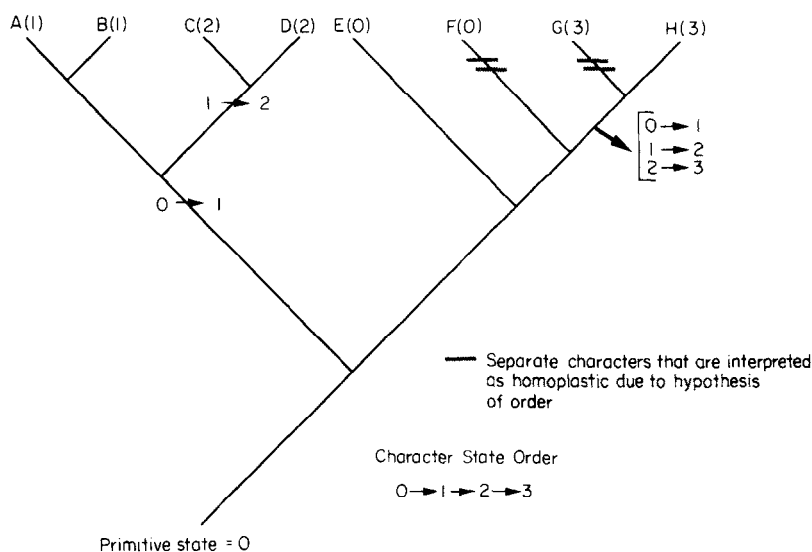 A(1) B(1) C(2) D(2) E(0) F(0) G(3) H(3)
1 → 2
0 → 1
1 → 2
2 → 3
0 → 1
Separate characters that are interpreted
as homoplastic due to hypothesis
of order
Character State Order
0→1→2→3
Primitive state = 0